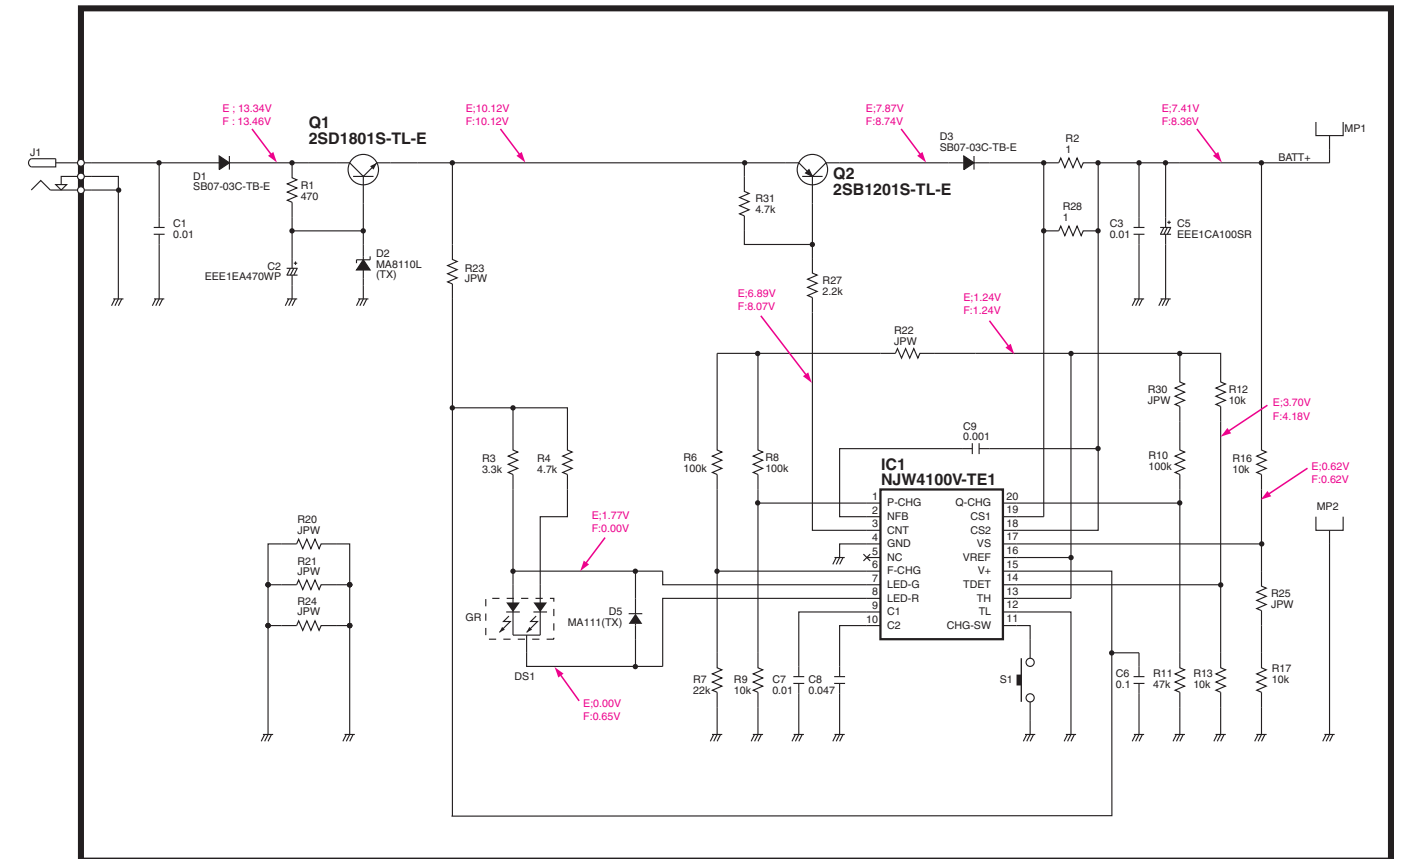 E ; 13.34V
F : 13.46V
Q1
2SD1801S-TL-E
E;10.12V
F:10.12V
E;7.87V
F:8.74V
D3
SB07-03C-TB-E
R2
1
E;7.41V
F:8.36V
MP1
J1
D1
SB07-03C-TB-E
R1
470
Q2
2SB1201S-TL-E
BATT+
R31
4.7k
R28
1
C1
0.01
C3
0.01
C5
EEE1CA100SR
C2
EEE1EA470WP
D2
MA8110L
(TX)
R23
JPW
R27
2.2k
E;6.89V
F:8.07V
E;1.24V
F:1.24V
R22
JPW
R30
JPW
R12
10k
E;3.70V
F:4.18V
C9
0.001
R3
3.3k
R4
4.7k
R6
100k
R8
100k
IC1
NJW4100V-TE1
R10
100k
R16
10k
E;0.62V
F:0.62V
1 P-CHG Q-CHG 20
2 NFB CS1 19
3 CNT CS2 18
4 GND VS 17
5 NC VREF 16
6 F-CHG V+ 15
7 LED-G TDET 14
8 LED-R TH 13
9 C1 TL 12
10 C2 CHG-SW 11
MP2
R20
JPW
R21
JPW
R24
JPW
E;1.77V
F:0.00V
GR
D5
MA111(TX)
DS1
R25
JPW
E:0.00V
F:0.65V
R7
22k
R9
10k
C7
0.01
C8
0.047
S1
C6
0.1
R11
47k
R13
10k
R17
10k